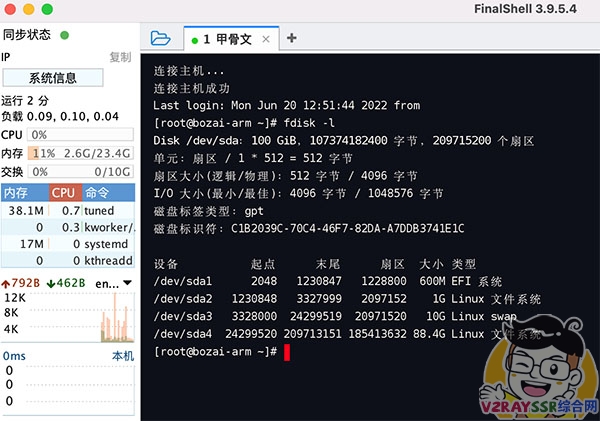 FinalShell 3.9.5.4
同步状态
1 甲骨文 × +
IP 复制
系统信息
运行 2 分
负载 0.09, 0.10, 0.04
CPU 0%
内存 11% 2.6G/23.4G
交换 0% 0/10G
内存 CPU 命令
38.1M 0.7 tuned
0 0.3 kworker/.
17M 0 systemd
0 0 kthreadd
792B 462B en...
12K
8K
4K
0ms 本机
0
0
0
连接主机...
连接主机成功
Last login: Mon Jun 20 12:51:44 2022 from
[root@bozai-arm ~]# fdisk -l
Disk /dev/sda: 100 GiB, 107374182400 字节, 209715200 个扇区
单元: 扇区 / 1 * 512 = 512 字节
扇区大小(逻辑/物理): 512 字节 / 4096 字节
I/O 大小(最小/最佳): 4096 字节 / 1048576 字节
磁盘标签类型: gpt
磁盘标识符: C1B2039C-70C4-46F7-82DA-A7DDB3741E1C
设备 起点 末尾 扇区 大小 类型
/dev/sda1 2048 1230847 1228800 600M EFI 系统
/dev/sda2 1230848 3327999 2097152 1G Linux 文件系统
/dev/sda3 3328000 24299519 20971520 10G Linux swap
/dev/sda4 24299520 209713151 185413632 88.4G Linux 文件系统
[root@bozai-arm ~]#
V2RAYSSR综合网